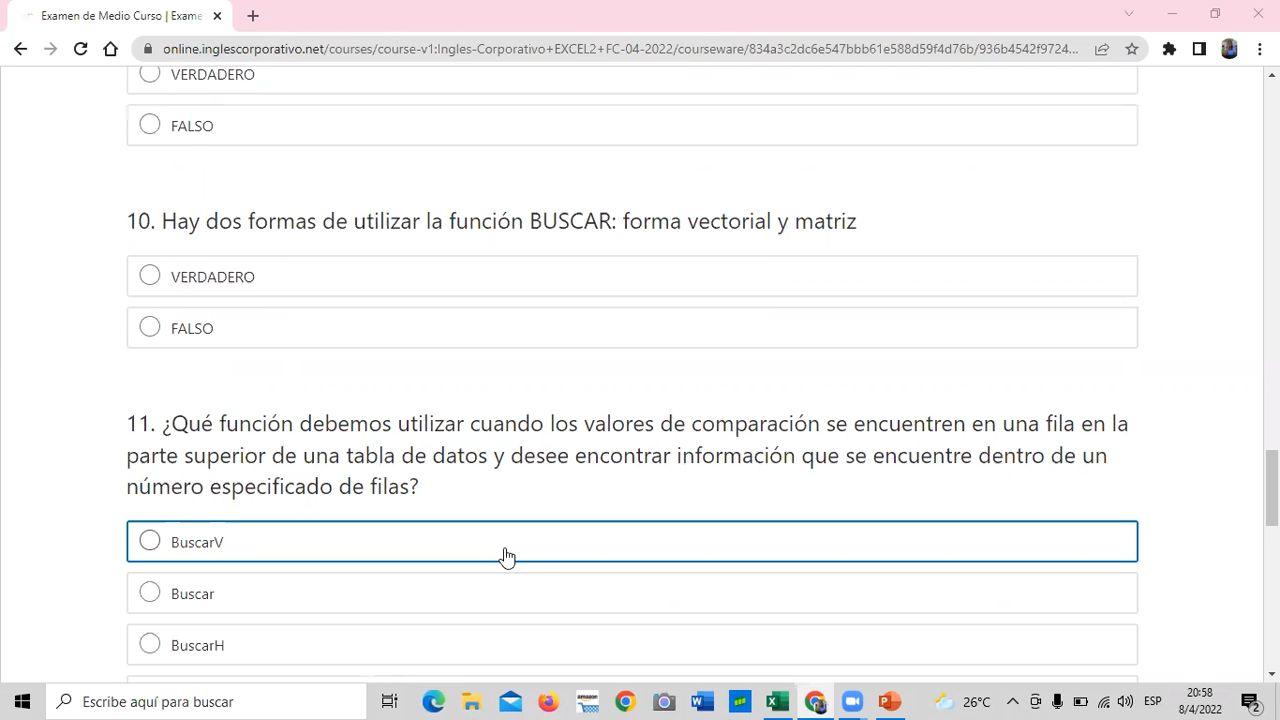 Examen de Medio Curso | Exame
online.inglescorporativo.net/courses/course-v1:Ingles-Corporativo+EXCEL2+FC-04-2022/courseware/834a3c2dc6e547bbb61e588d59f4d76b/936b4542f9724...
VERDADERO
FALSO
10. Hay dos formas de utilizar la función BUSCAR: forma vectorial y matriz
VERDADERO
FALSO
11. ¿Qué función debemos utilizar cuando los valores de comparación se encuentren en una fila en la
parte superior de una tabla de datos y desee encontrar información que se encuentre dentro de un
número especificado de filas?
BuscarV
Buscar
BuscarH
Escribe aquí para buscar
amazon
26°C
ESP
20:58
8/4/2022
2